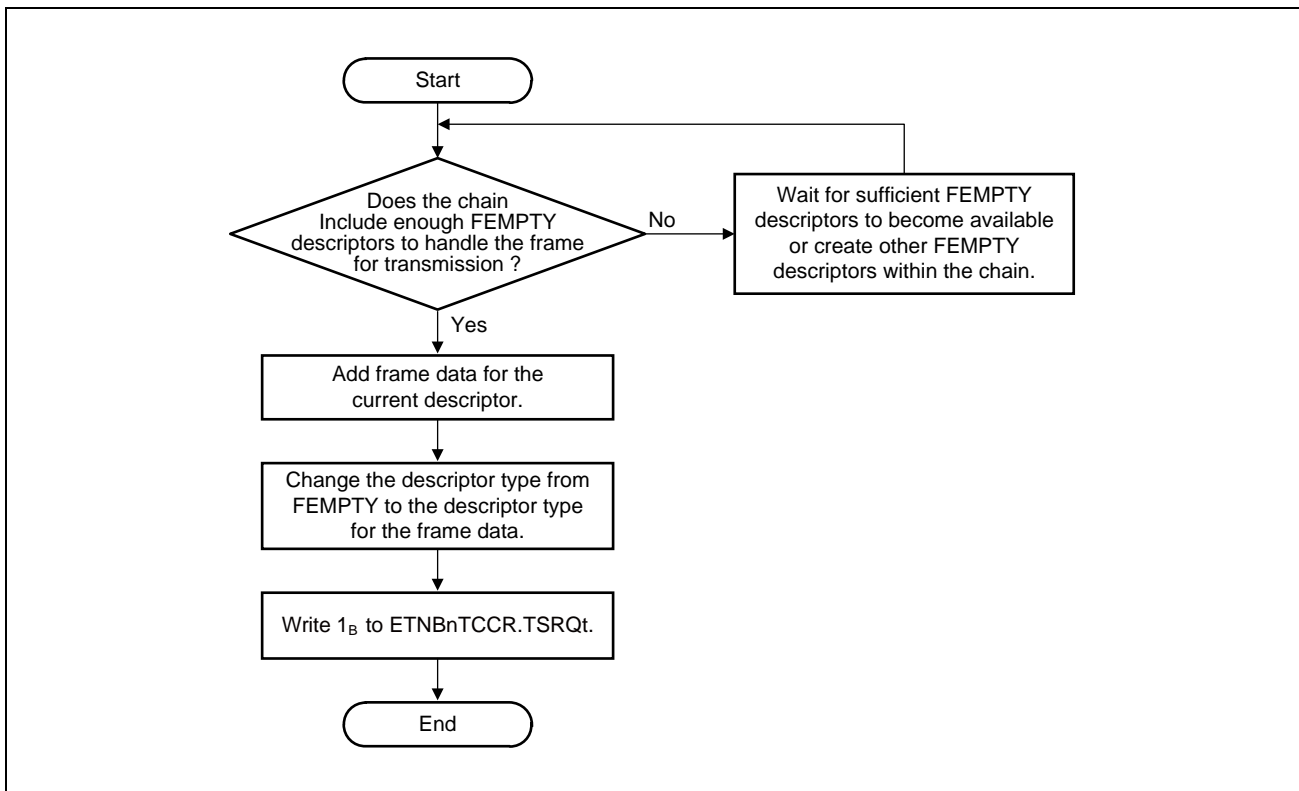 Start
Does the chain
Include enough FEMPTY
descriptors to handle the frame
for transmission ?
No
Wait for sufficient FEMPTY
descriptors to become available
or create other FEMPTY
descriptors within the chain.
Yes
Add frame data for the
current descriptor.
Change the descriptor type from
FEMPTY to the descriptor type
for the frame data.
Write 1B to ETNBnTCCR.TSRQt.
End